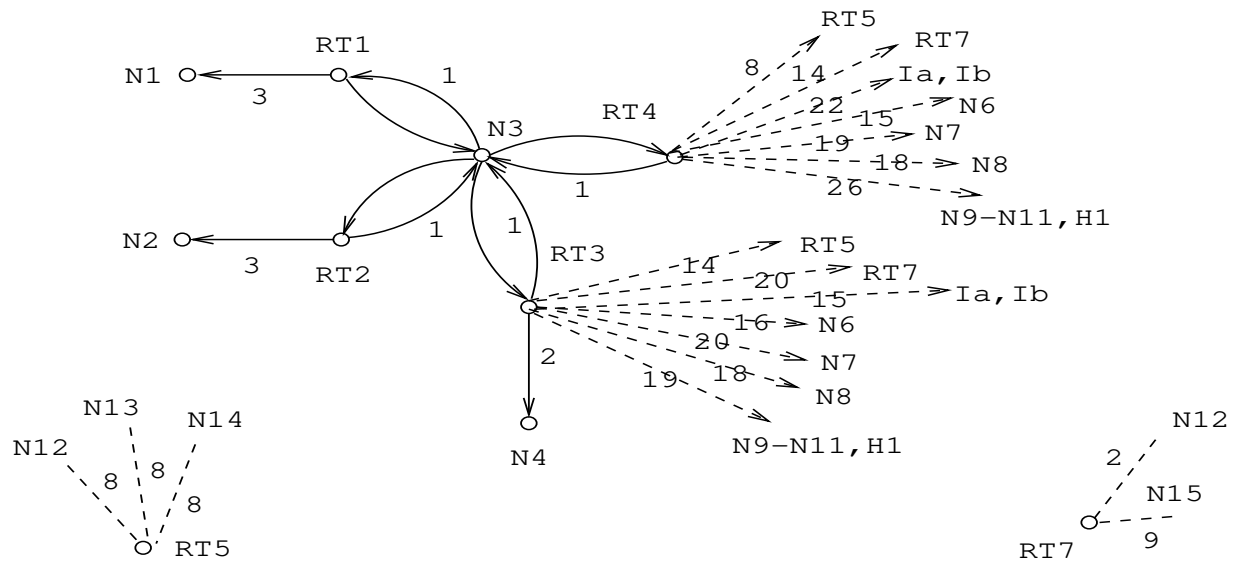 RT5
RT1
RT7
N1
1
8
14
Ia,Ib
3
22
N6
RT4
15
N3
19
N7
18
N8
26
1
N9-N11,H1
1
1
N2
RT3
RT5
3
RT2
14
RT7
20
15
Ia,Ib
16
N6
20
2
N7
19
18
N8
N13
N14
N12
N12
N9-N11,H1
N4
2
8
8
8
N15
RT5
RT7
9